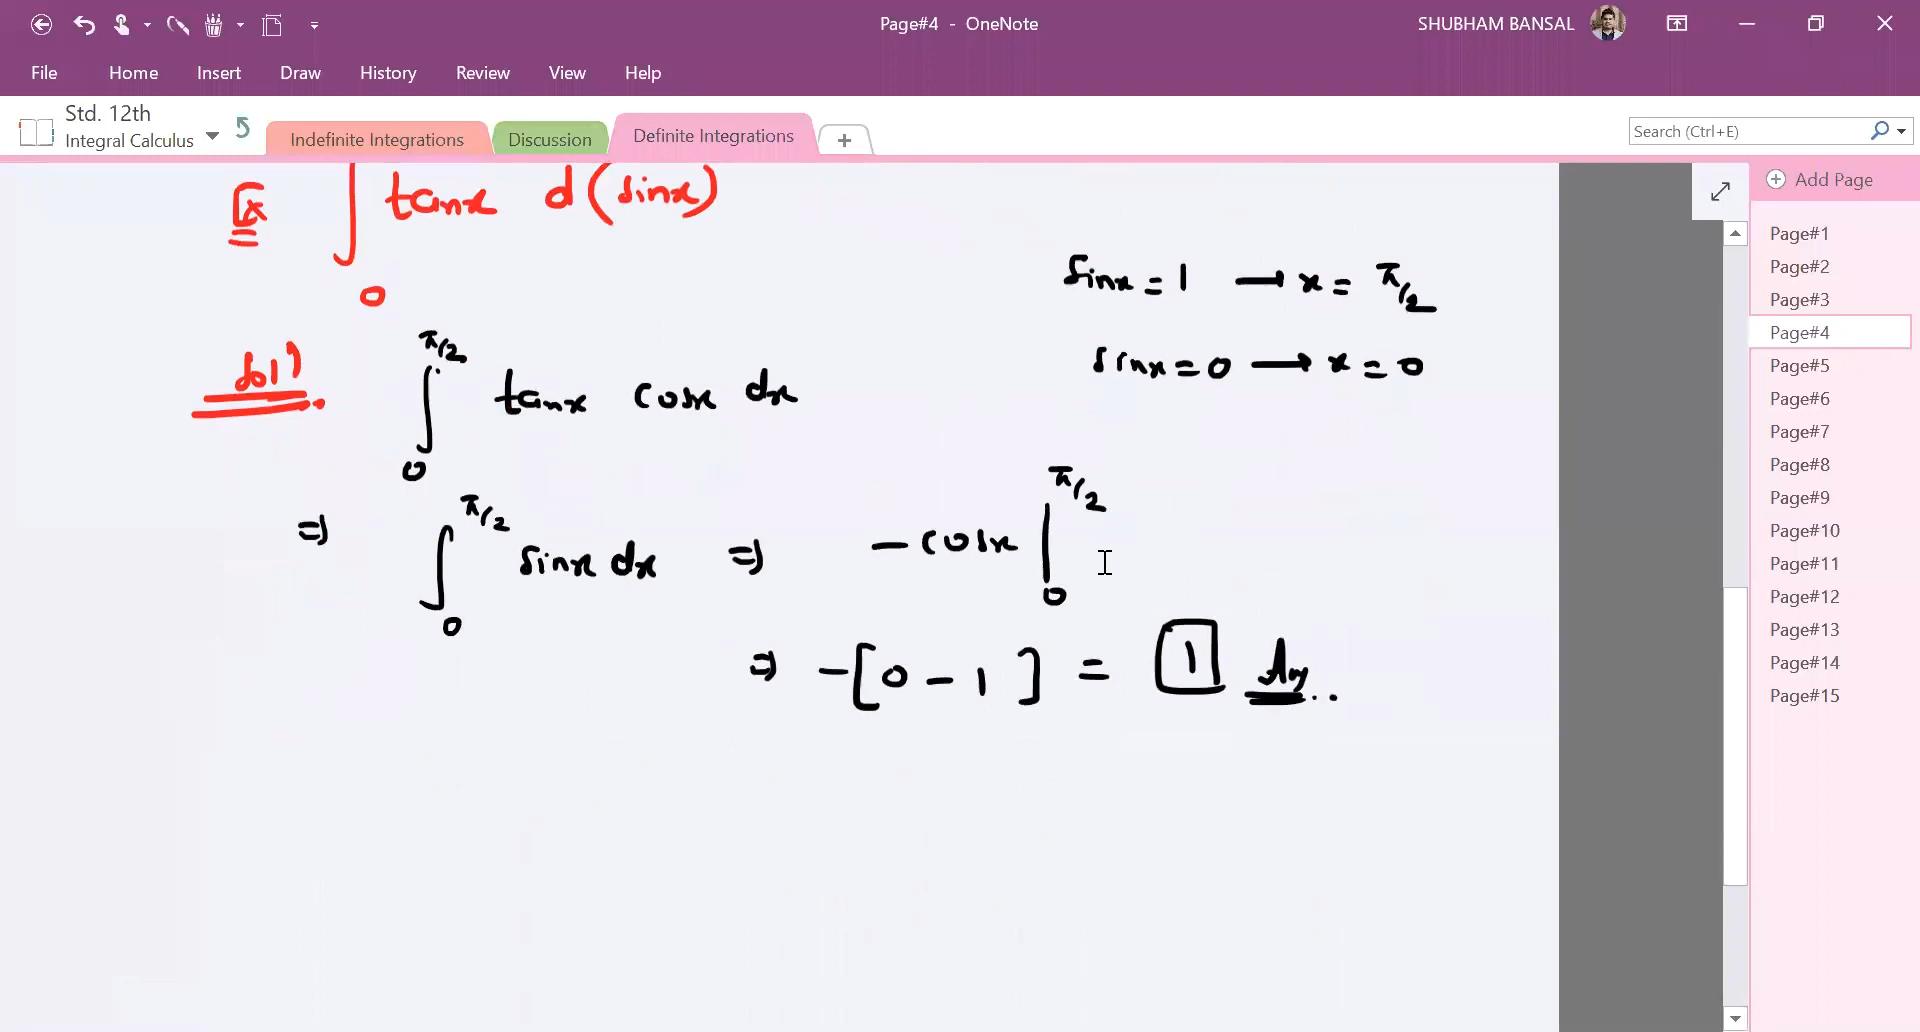 Page#4 - OneNote
SHUBHAM BANSAL
File Home Insert Draw History Review View Help
Std. 12th
Integral Calculus
Indefinite Integrations
Discussion
Definite Integrations
+
Search (Ctrl+E)
Add Page
Page#1
Page#2
Page#3
Page#4
Page#5
Page#6
Page#7
Page#8
Page#9
Page#10
Page#11
Page#12
Page#13
Page#14
Page#15
Ex ∫₀ tanx d(sinx)
sinx = 1 → x = π/2
sinx = 0 → x = 0
Solⁿ. ∫₀^π/2 tanx cosx dx
⇒ ∫₀^π/2 sinx dx ⇒ - cosx |₀^π/2
⇒ -[0 - 1] = 1 Ans..